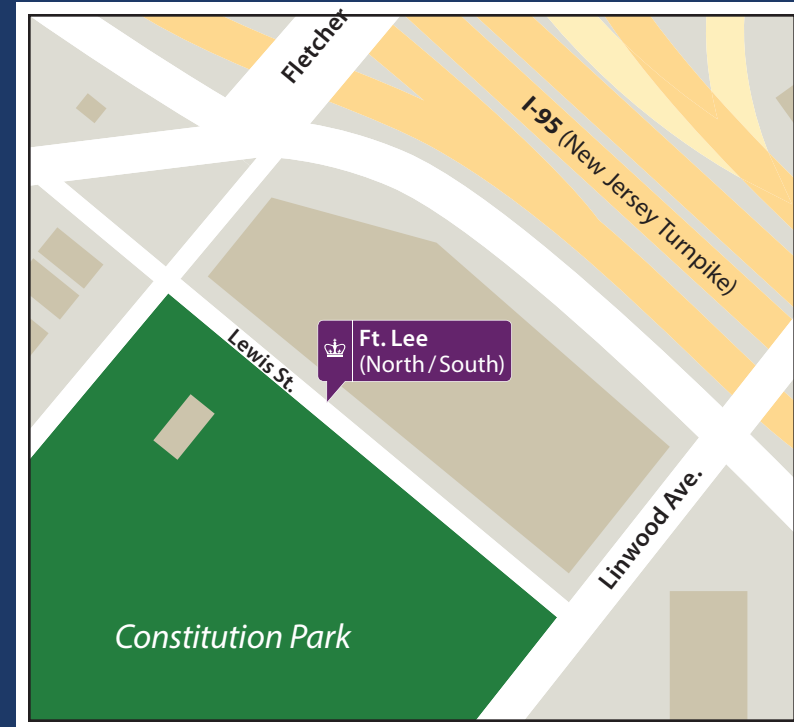 Fletcher
I-95 (New Jersey Turnpike)
Ft. Lee
(North / South)
Lewis St.
Linwood Ave.
Constitution Park